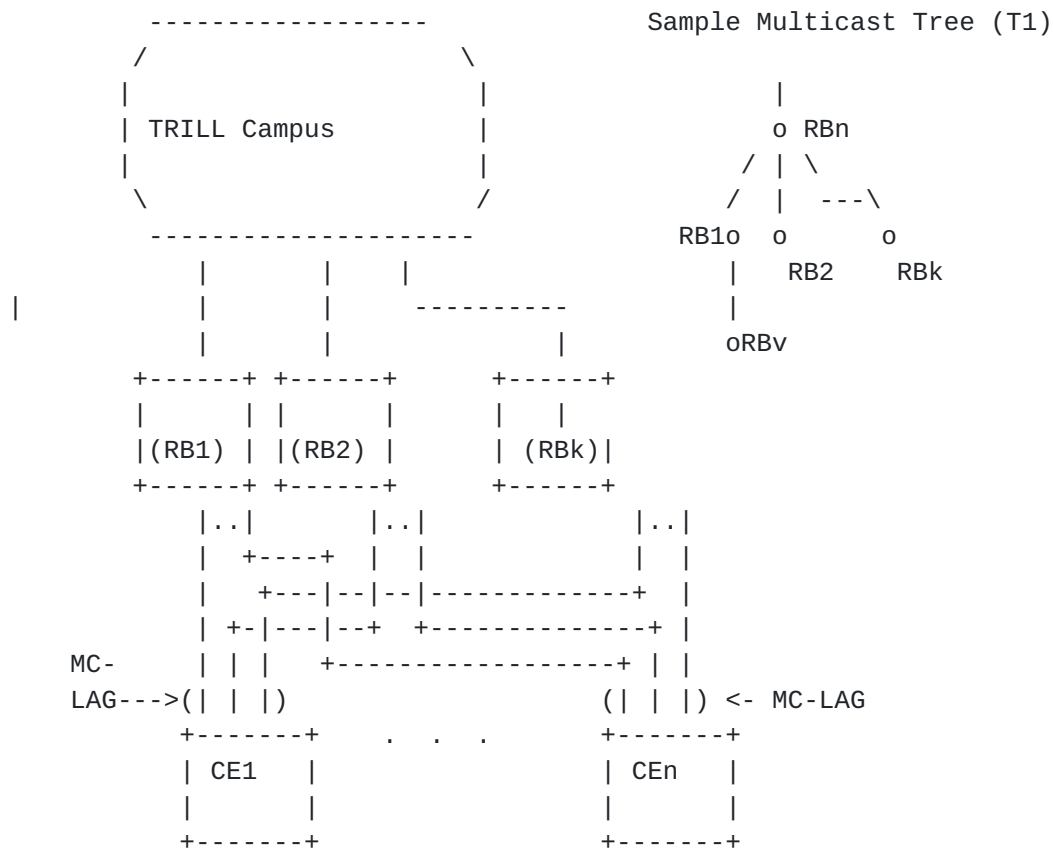 Sample Multicast Tree (T1)
TRILL Campus
o RBn
RB1o o o
RB2 RBk
oRBv
(RB1) (RB2) (RBk)
MC-
LAG--->(| | |) (| | |) <- MC-LAG
. . .
CE1 CEn